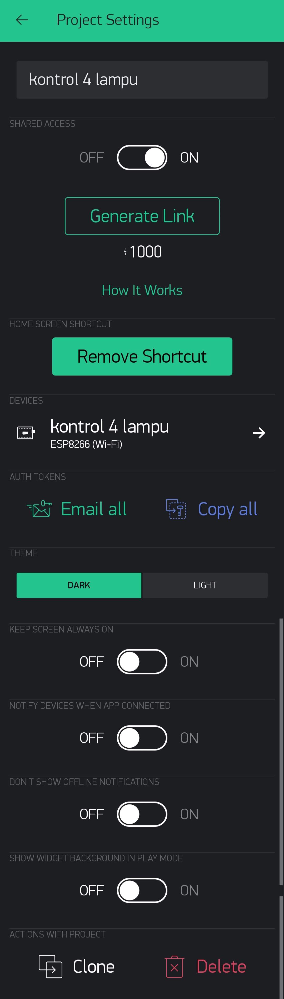 Project Settings
kontrol 4 lampu
SHARED ACCESS
OFF ON
Generate Link
1000
How It Works
HOME SCREEN SHORTCUT
Remove Shortcut
DEVICES
kontrol 4 lampu
ESP8266 (Wi-Fi)
AUTH TOKENS
Email all Copy all
THEME
DARK LIGHT
KEEP SCREEN ALWAYS ON
OFF ON
NOTIFY DEVICES WHEN APP CONNECTED
OFF ON
DON'T SHOW OFFLINE NOTIFICATIONS
OFF ON
SHOW WIDGET BACKGROUND IN PLAY MODE
OFF ON
ACTIONS WITH PROJECT
Clone Delete